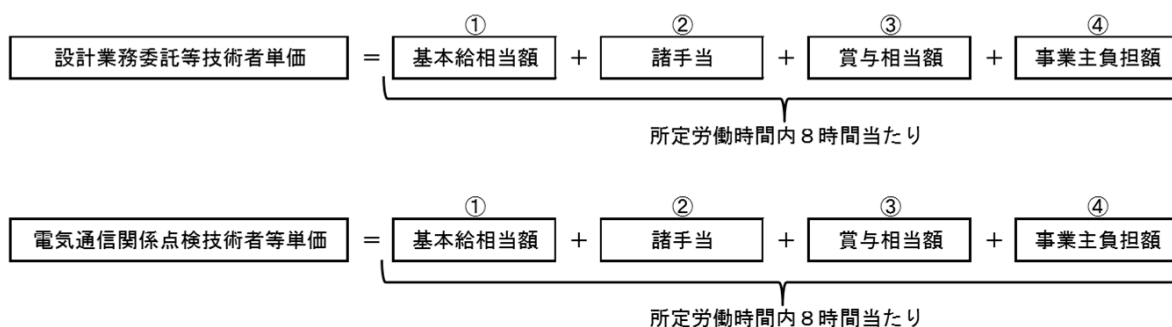 ① ② ③ ④
設計業務委託等技術者単価 = 基本給相当額 + 諸手当 + 賞与相当額 + 事業主負担額
所定労働時間内8時間当たり
① ② ③ ④
電気通信関係点検技術者等単価 = 基本給相当額 + 諸手当 + 賞与相当額 + 事業主負担額
所定労働時間内8時間当たり